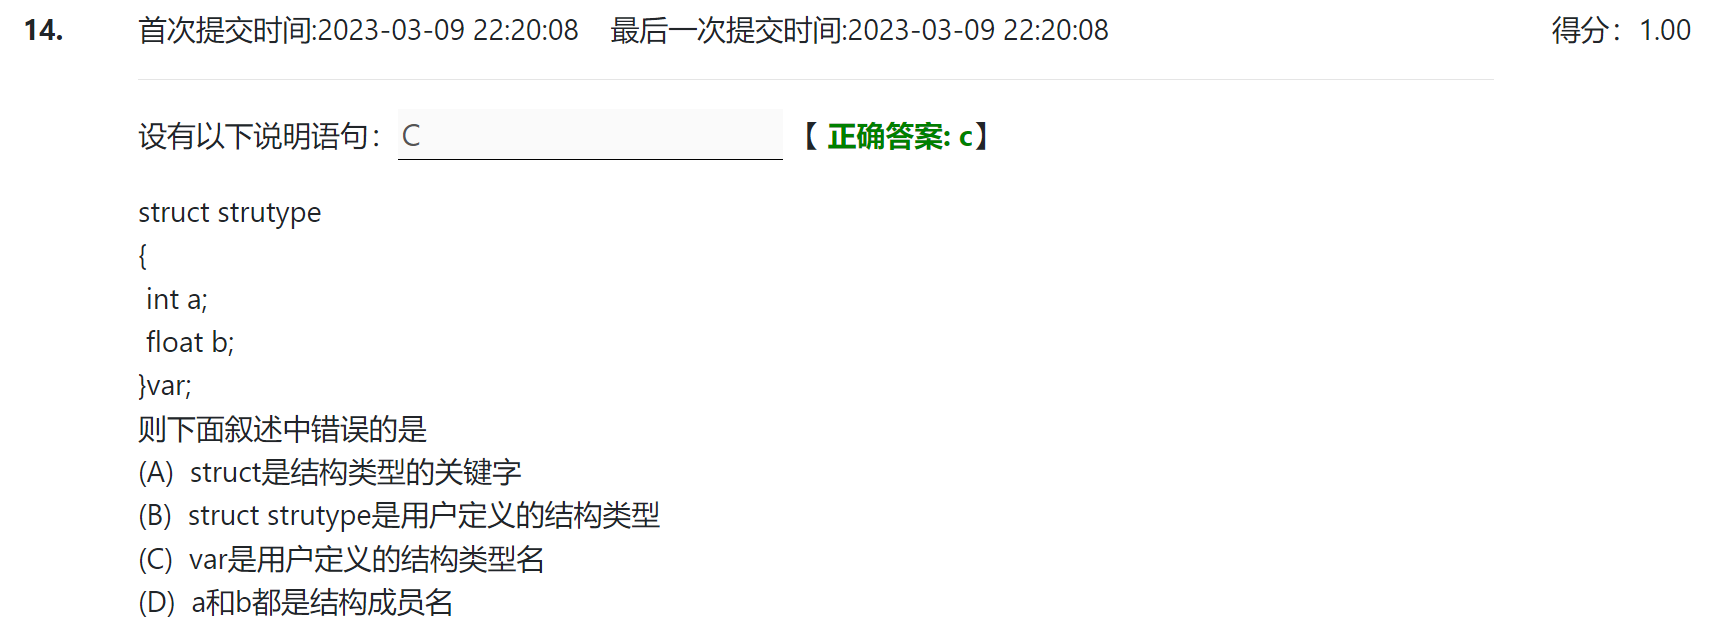 14. 首次提交时间:2023-03-09 22:20:08 最后一次提交时间:2023-03-09 22:20:08 得分：1.00
设有以下说明语句： C 【 正确答案: c】
struct strutype
{
int a;
float b;
}var;
则下面叙述中错误的是
(A) struct是结构类型的关键字
(B) struct strutype是用户定义的结构类型
(C) var是用户定义的结构类型名
(D) a和b都是结构成员名